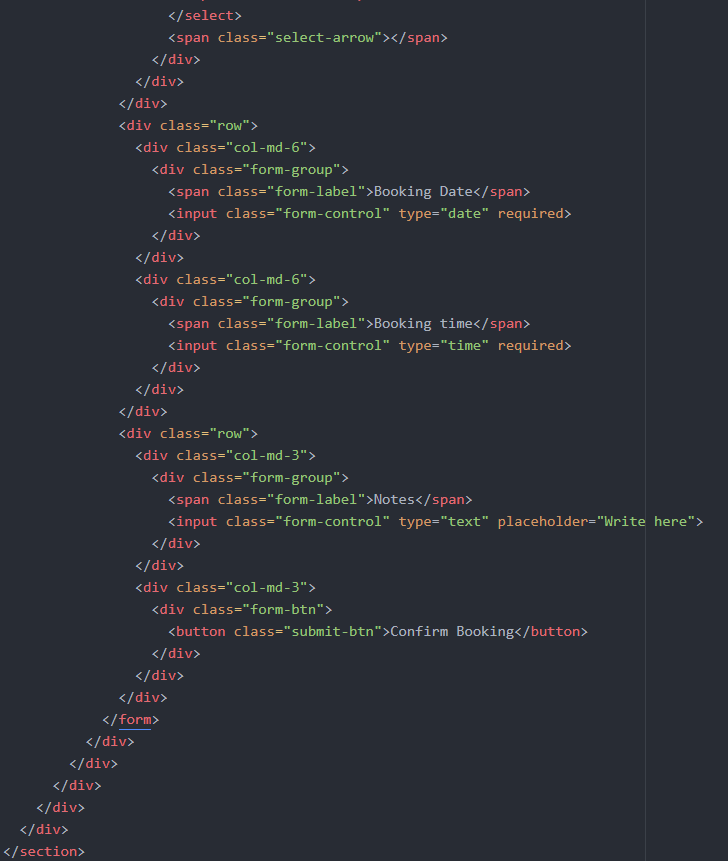 </select>
<span class="select-arrow"></span>
</div>
</div>
</div>
<div class="row">
<div class="col-md-6">
<div class="form-group">
<span class="form-label">Booking Date</span>
<input class="form-control" type="date" required>
</div>
</div>
<div class="col-md-6">
<div class="form-group">
<span class="form-label">Booking time</span>
<input class="form-control" type="time" required>
</div>
</div>
</div>
<div class="row">
<div class="col-md-3">
<div class="form-group">
<span class="form-label">Notes</span>
<input class="form-control" type="text" placeholder="Write here">
</div>
</div>
<div class="col-md-3">
<div class="form-btn">
<button class="submit-btn">Confirm Booking</button>
</div>
</div>
</div>
</form>
</div>
</div>
</div>
</div>
</div>
</section>